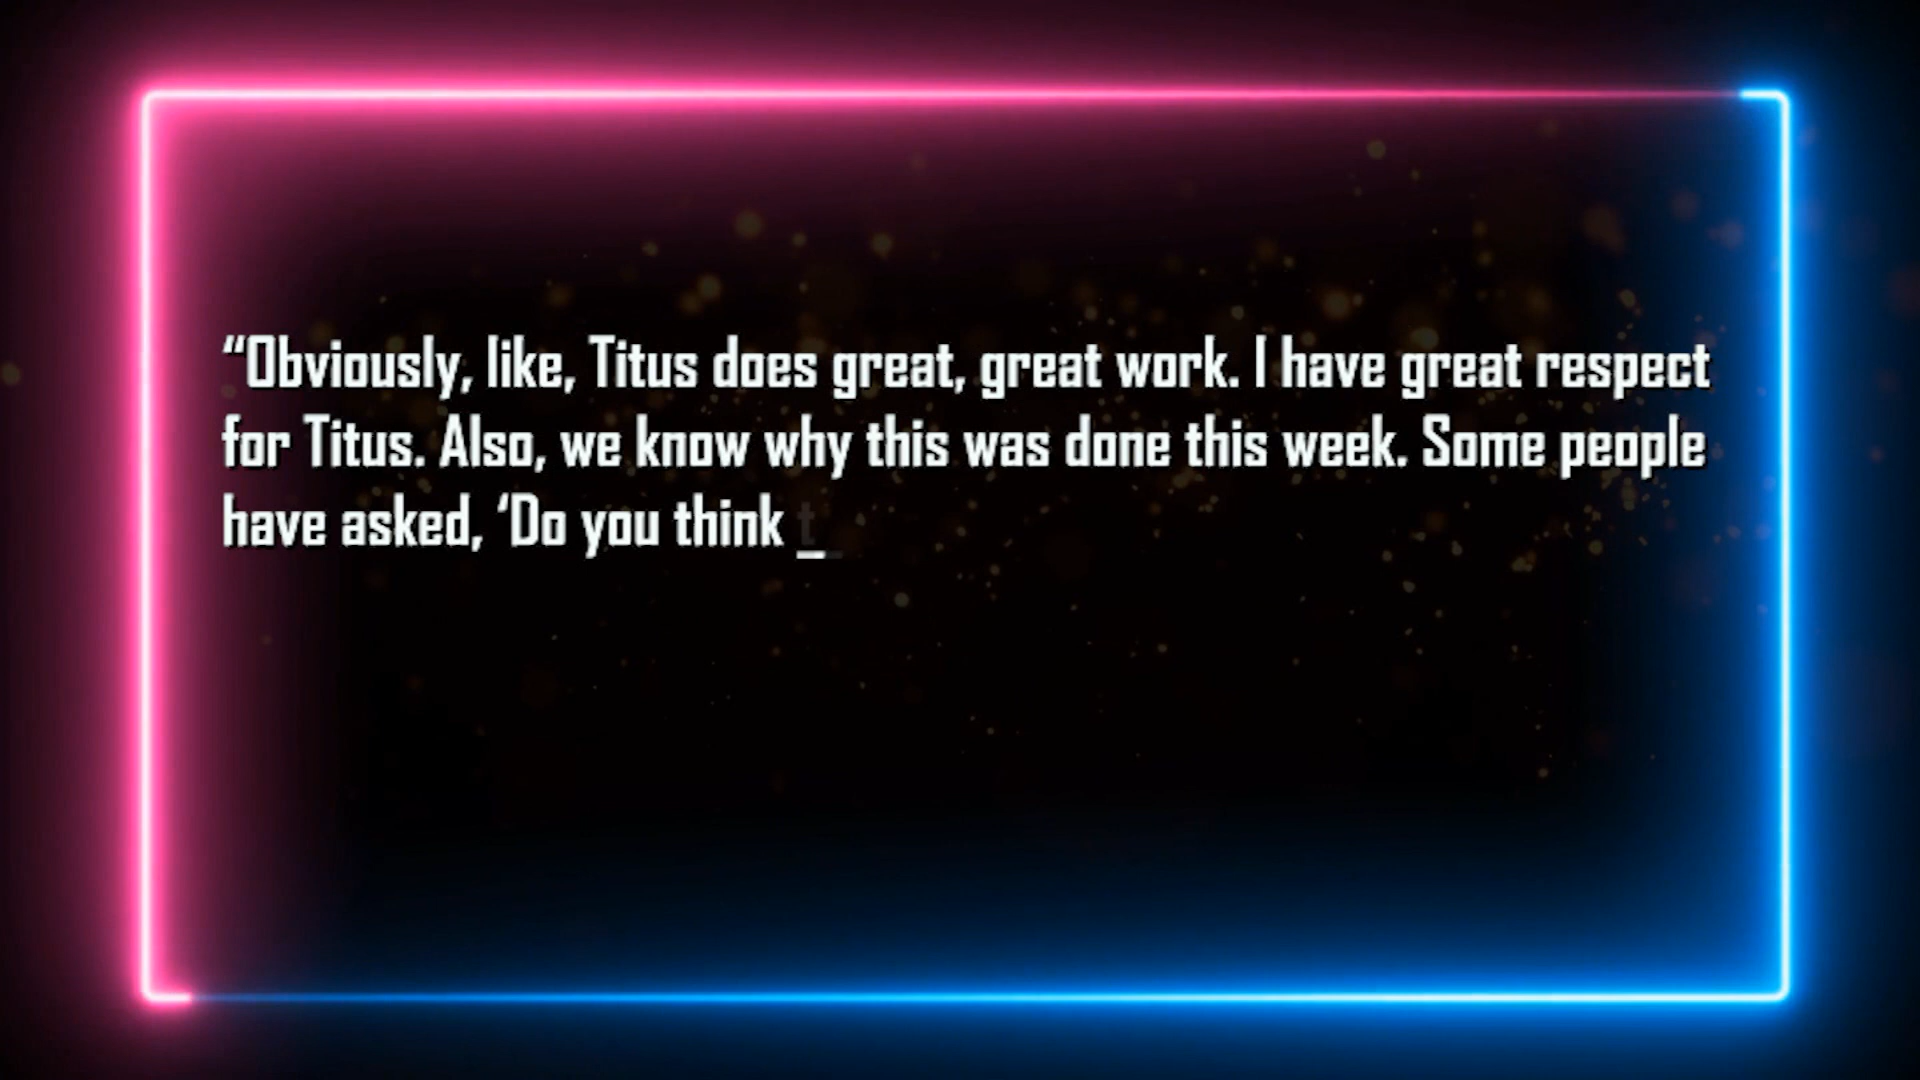 “Obviously, like, Titus does great, great work. I have great respect
for Titus. Also, we know why this was done this week. Some people
have asked, ‘Do you think t_